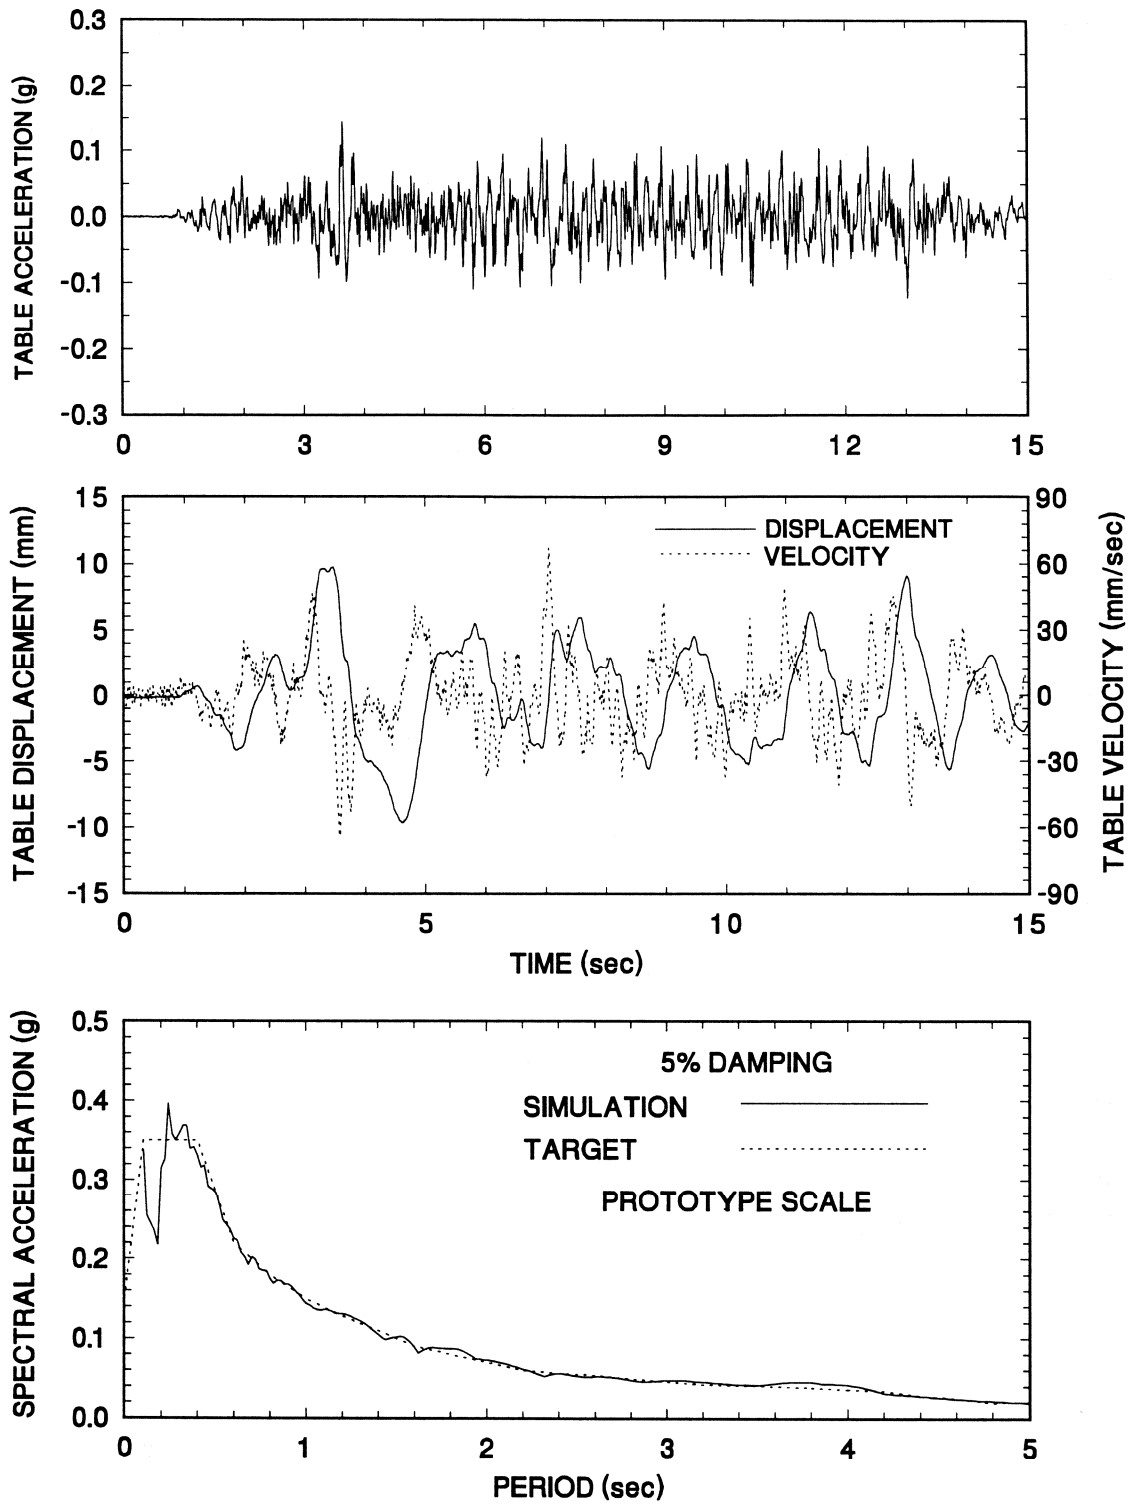 TABLE ACCELERATION (g)
0.3
0.2
0.1
0.0
-0.1
-0.2
-0.3
0 3 6 9 12 15
TABLE DISPLACEMENT (mm)
15
10
5
0
-5
-10
-15
DISPLACEMENT
VELOCITY
90
60
30
0
-30
-60
-90
TABLE VELOCITY (mm/sec)
0 5 10 15
TIME (sec)
SPECTRAL ACCELERATION (g)
0.5
0.4
0.3
0.2
0.1
0.0
5% DAMPING
SIMULATION
TARGET
PROTOTYPE SCALE
0 1 2 3 4 5
PERIOD (sec)